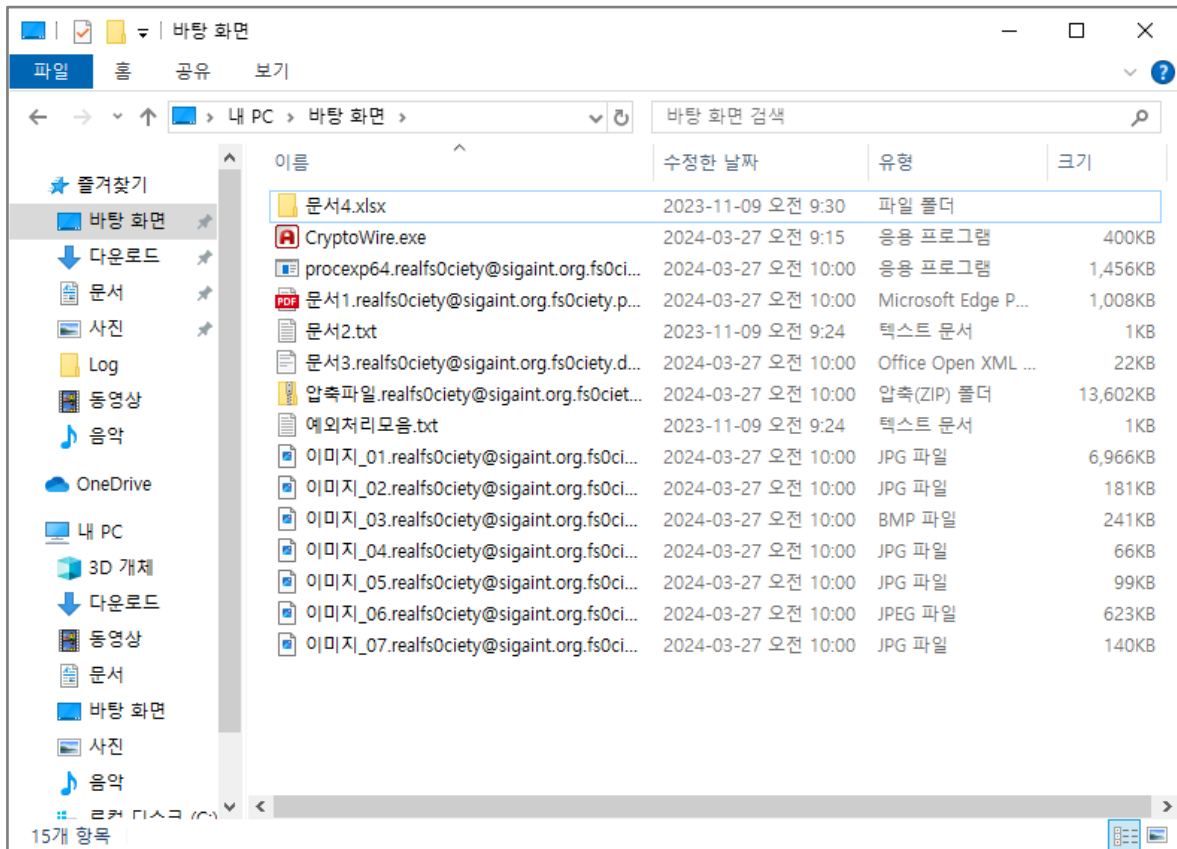 바탕 화면
파일 홈 공유 보기
내 PC 바탕 화면
바탕 화면 검색
이름 수정한 날짜 유형 크기
즐겨찾기
바탕 화면
다운로드
문서
사진
Log
동영상
음악
OneDrive
내 PC
3D 개체
다운로드
동영상
문서
바탕 화면
사진
음악
로컬 디스크 (C:)
문서4.xlsx 2023-11-09 오전 9:30 파일 폴더
CryptoWire.exe 2024-03-27 오전 9:15 응용 프로그램 400KB
procexp64.realfs0ciety@sigaint.org.fs0ci... 2024-03-27 오전 10:00 응용 프로그램 1,456KB
PDF 문서1.realfs0ciety@sigaint.org.fs0ciety.p... 2024-03-27 오전 10:00 Microsoft Edge P... 1,008KB
문서2.txt 2023-11-09 오전 9:24 텍스트 문서 1KB
문서3.realfs0ciety@sigaint.org.fs0ciety.d... 2024-03-27 오전 10:00 Office Open XML ... 22KB
압축파일.realfs0ciety@sigaint.org.fs0ciet... 2024-03-27 오전 10:00 압축(ZIP) 폴더 13,602KB
예외처리모음.txt 2023-11-09 오전 9:24 텍스트 문서 1KB
이미지_01.realfs0ciety@sigaint.org.fs0ci... 2024-03-27 오전 10:00 JPG 파일 6,966KB
이미지_02.realfs0ciety@sigaint.org.fs0ci... 2024-03-27 오전 10:00 JPG 파일 181KB
이미지_03.realfs0ciety@sigaint.org.fs0ci... 2024-03-27 오전 10:00 BMP 파일 241KB
이미지_04.realfs0ciety@sigaint.org.fs0ci... 2024-03-27 오전 10:00 JPG 파일 66KB
이미지_05.realfs0ciety@sigaint.org.fs0ci... 2024-03-27 오전 10:00 JPG 파일 99KB
이미지_06.realfs0ciety@sigaint.org.fs0ci... 2024-03-27 오전 10:00 JPEG 파일 623KB
이미지_07.realfs0ciety@sigaint.org.fs0ci... 2024-03-27 오전 10:00 JPG 파일 140KB
15개 항목